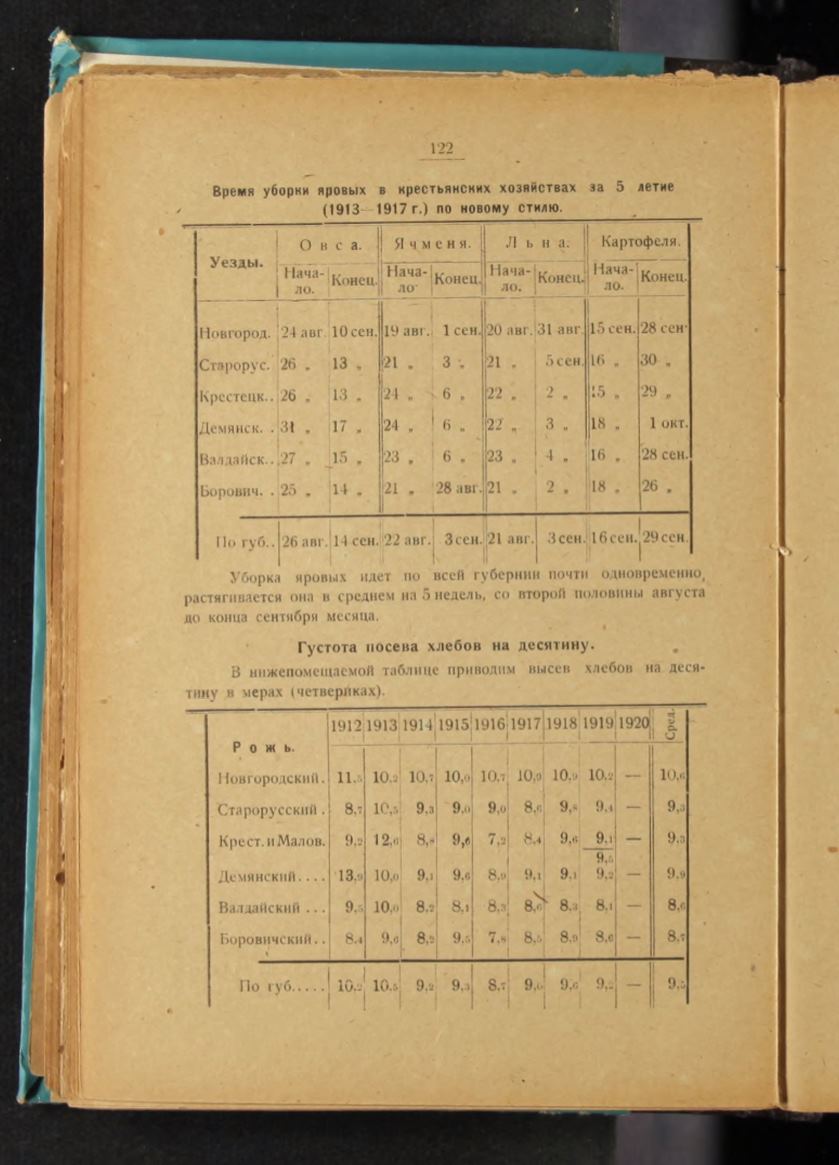 122
Время уборки яровых в крестьянских хозяйствах за 5 летие
(1913—1917 г.) по новому стилю.
Уезды. Овса. Ячменя. Льна. Картофеля.
Нача-ло. Конец. Нача-ло. Конец. Нача-ло. Конец. Нача-ло. Конец.
Новгород. 24 авг. 10 сен. 19 авг. 1 сен. 20 авг. 31 авг. 15 сен. 28 сен.
Старорус. 26 „ 13 „ 21 „ 3 „ 21 „ 5 сен. 16 „ 30 „
Крестецк.. 26 „ 13 „ 24 „ 6 „ 22 „ 2 „ 15 „ 29 „
Демянск. . 31 „ 17 „ 24 „ 6 „ 22 „ 3 „ 18 „ 1 окт.
Валдайск.. 27 „ 15 „ 23 „ 6 „ 23 „ 4 „ 16 „ 28 сен.
Борович. . 25 „ 14 „ 21 „ 28 авг. 21 „ 2 „ 18 „ 26 „
По губ.. 26 авг. 14 сен. 22 авг. 3 сен. 21 авг. 3 сен. 16 сен. 29 сен.
Уборка яровых идет по всей губернии почти одновременно,
растягивается она в среднем на 5 недель, со второй половины августа
до конца сентября месяца.
Густота посева хлебов на десятину.
В нижепомещаемой таблице приводим высев хлебов на деся-
тину в мерах (четвериках).
Рожь. 1912 1913 1914 1915 1916 1917 1918 1919 1920 Сред.
Новгородский. 11,5 10,2 10,7 10,0 10,7 10,9 10,9 10,2 — 10,6
Старорусский . 8,7 10,5 9,3 9,0 9,0 8,6 9,8 9,4 — 9,3
Крест. и Малов. 9,2 12,6 8,8 9,6 7,2 8,4 9,6 9,1 — 9,3
9,5
Демянский.... 13,9 10,0 9,1 9,6 8,9 9,1 9,1 9,2 — 9,9
Валдайский ... 9,5 10,0 8,2 8,1 8,3 8,6 8,3 8,1 — 8,6
Боровичский.. 8,4 9,6 8,2 9,5 7,8 8,5 8,9 8,6 — 8,7
По губ..... 10,2 10,5 9,2 9,3 8,7 9,0 9,6 9,2 — 9,5